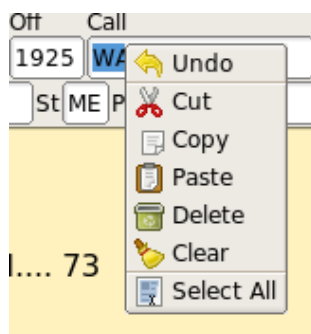 Off Call
1925 WA
Undo
St ME P
Cut
Copy
Paste
Delete
.... 73
Clear
Select All